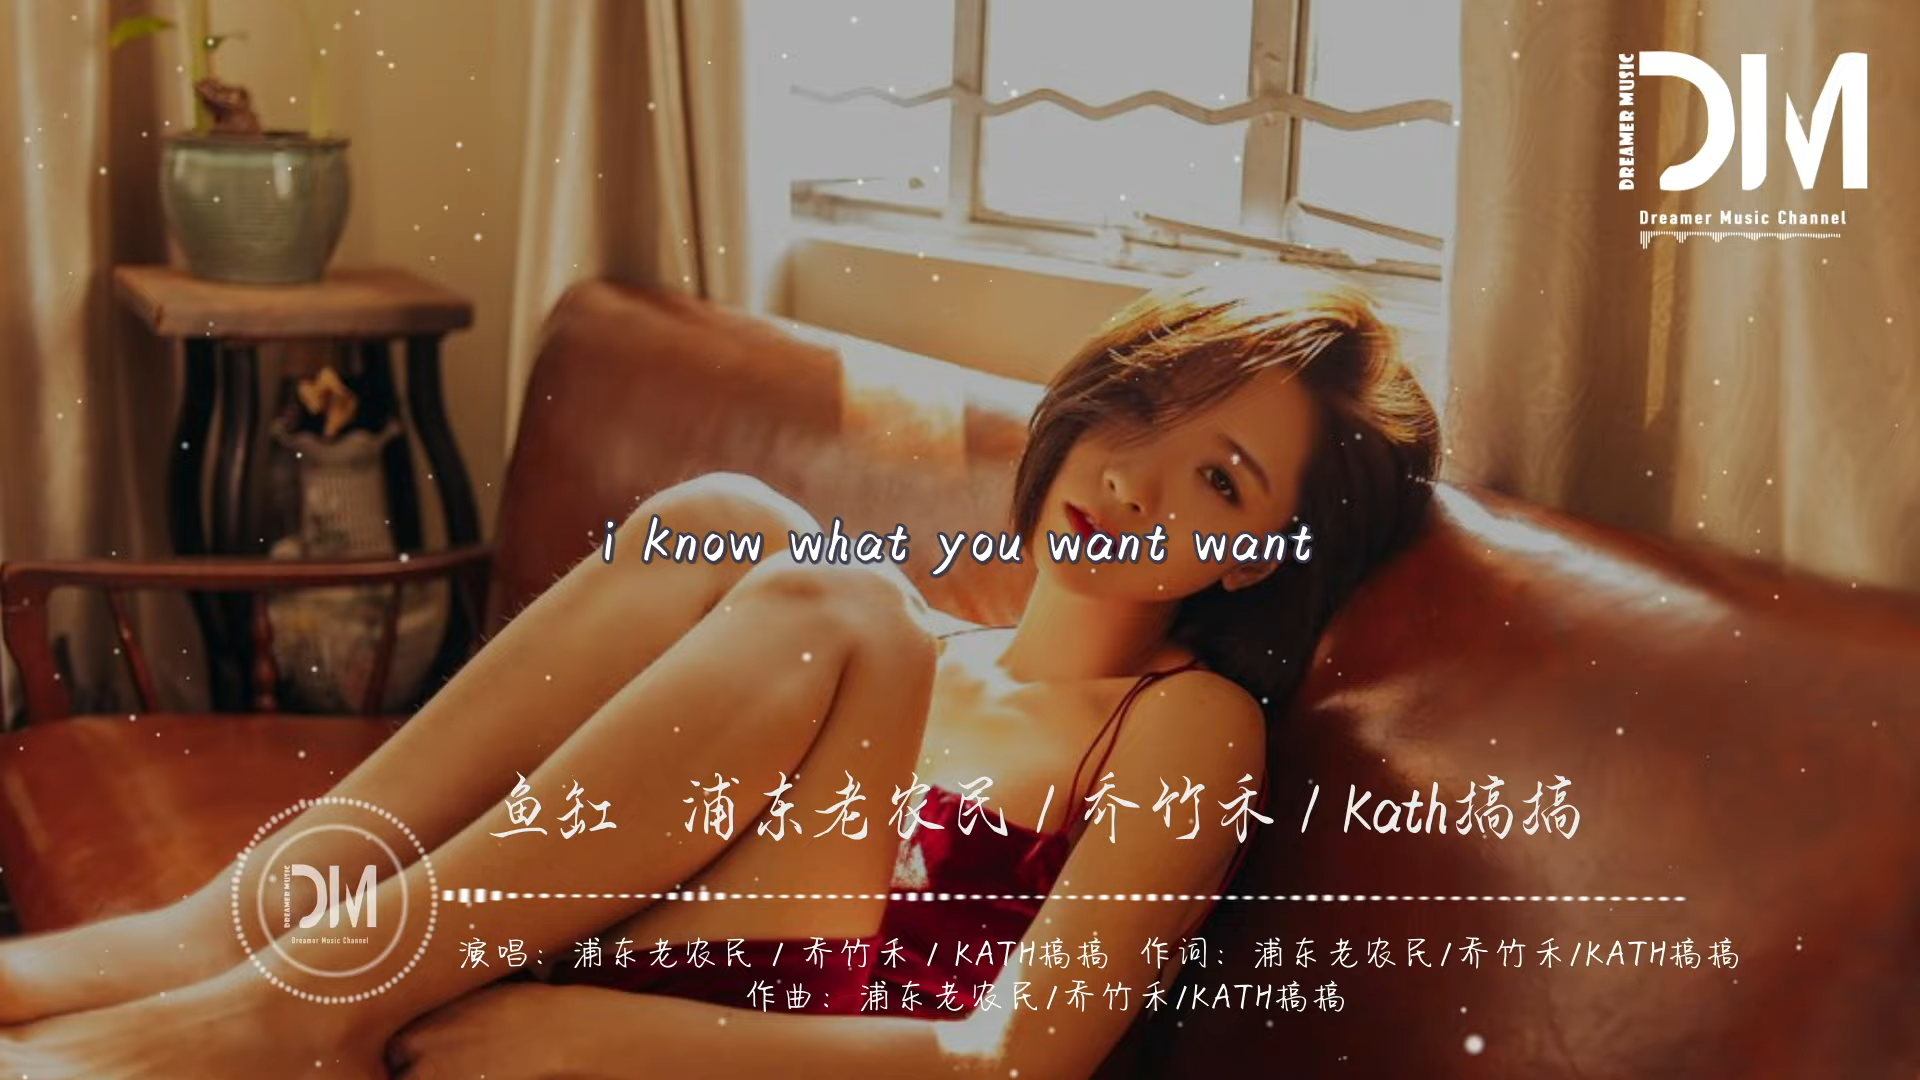 DREAMER MUSIC
DM
Dreamer Music Channel
i know what you want want
鱼缸 浦东老农民 / 乔竹禾 / Kath搞搞
DREAMER MUSIC
DM
Dreamer Music Channel
演唱: 浦东老农民 / 乔竹禾 / KATH搞搞 作词: 浦东老农民/乔竹禾/KATH搞搞
作曲: 浦东老农民/乔竹禾/KATH搞搞